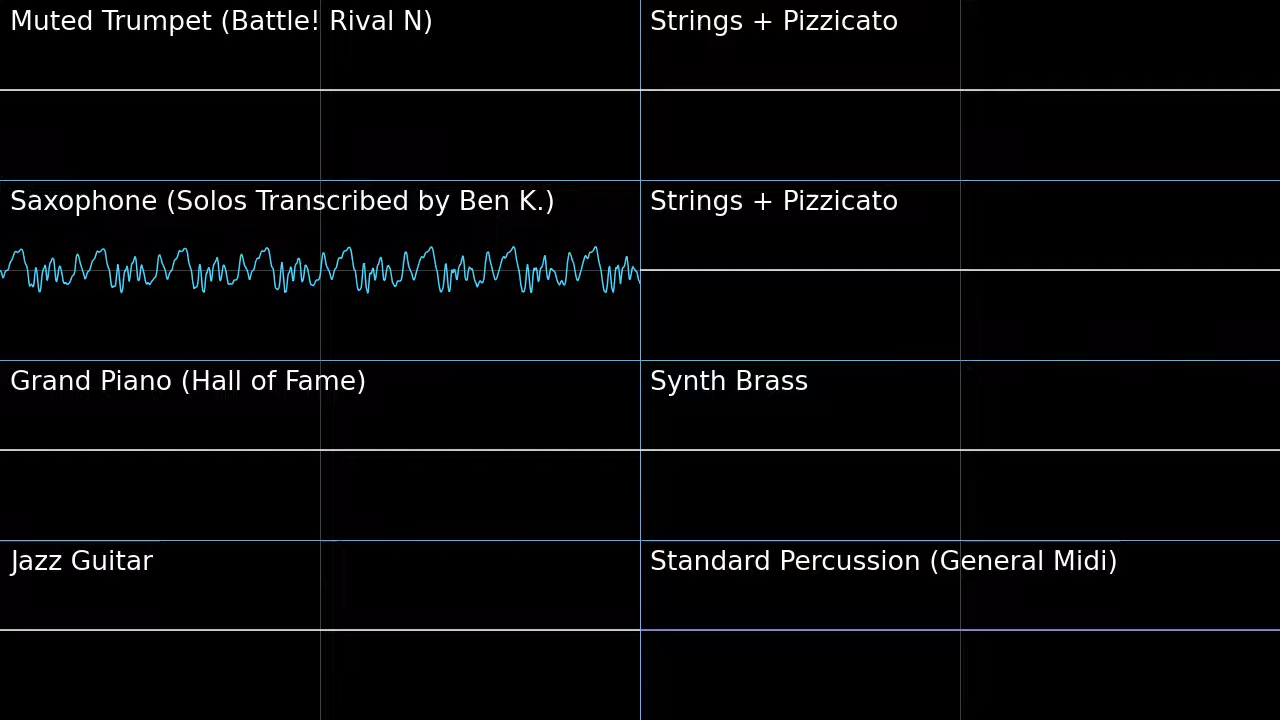 Muted Trumpet (Battle! Rival N)
Strings + Pizzicato
Saxophone (Solos Transcribed by Ben K.)
Strings + Pizzicato
Grand Piano (Hall of Fame)
Synth Brass
Jazz Guitar
Standard Percussion (General Midi)